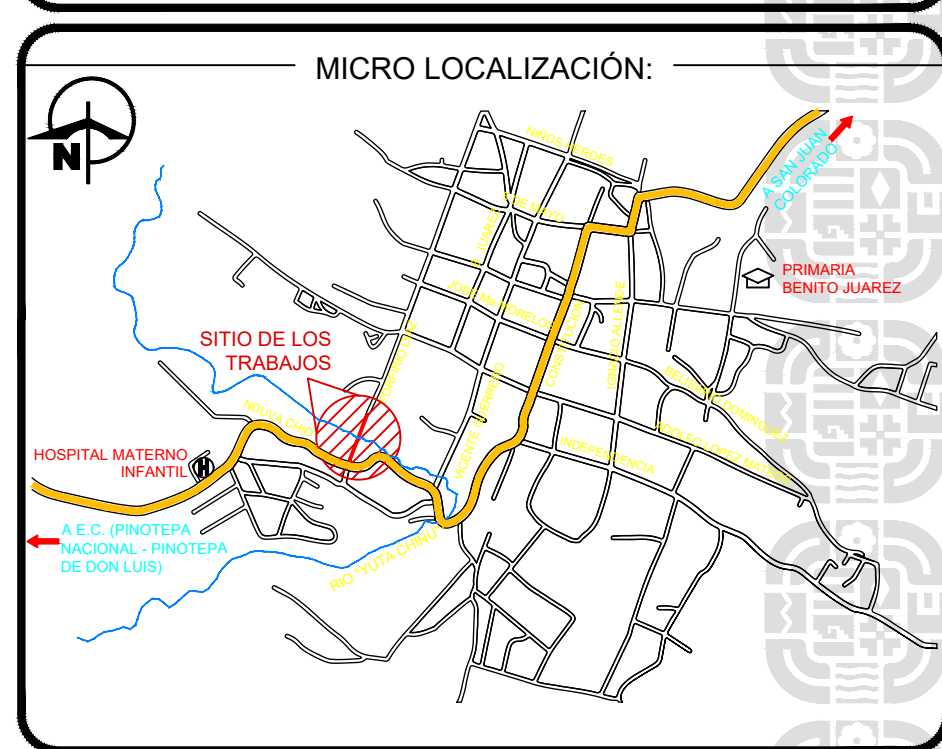 MICRO LOCALIZACIÓN:
N
NIÑOS HEROES
A SAN JUAN
COLORADO
5 DE MAYO
B. JUAREZ
PRIMARIA
BENITO JUAREZ
JOSE Ma MORELOS
CONSTITUCIÓN
IGNACIO ALLENDE
SITIO DE LOS
TRABAJOS
PORFIRIO DIAZ
BELISARIO DOMINGUEZ
NDUVA CHIO
VICENTE GUERRERO
ADOLFO LOPEZ MATEOS
INDEPENDENCIA
HOSPITAL MATERNO
INFANTIL
H
A E.C. (PINOTEPA
NACIONAL - PINOTEPA
DE DON LUIS)
RIO "YUTA CHIÑU"